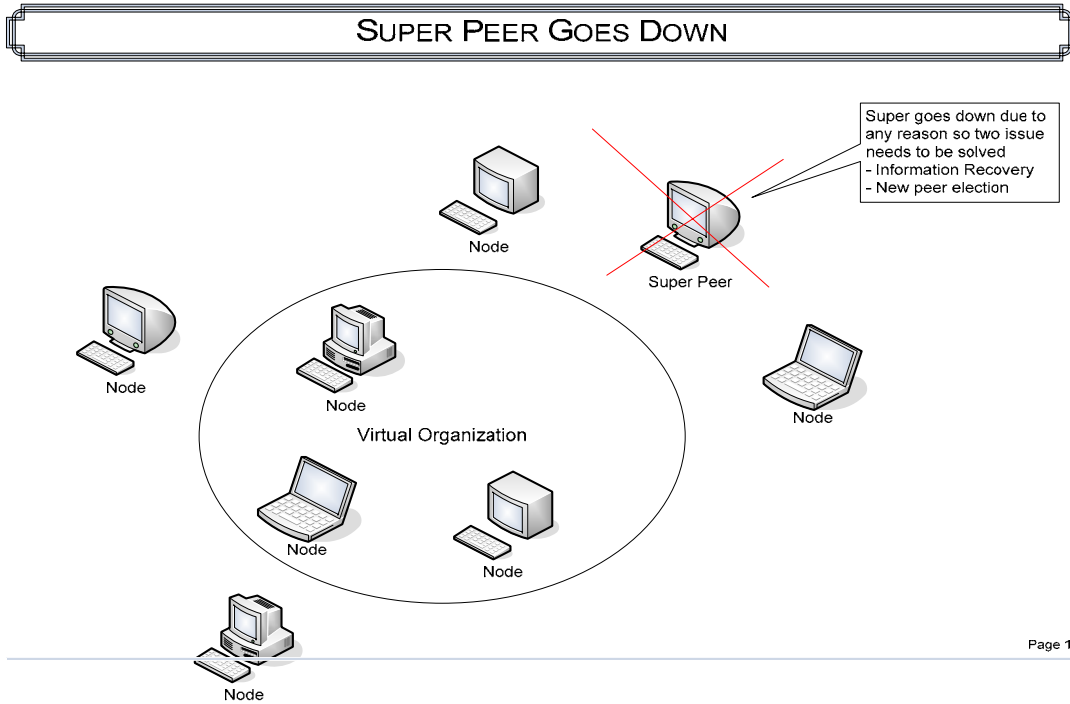 SUPER PEER GOES DOWN
Super goes down due to
any reason so two issue
needs to be solved
- Information Recovery
- New peer election
Node
Super Peer
Node
Node
Node
Virtual Organization
Node
Node
Page 1
Node